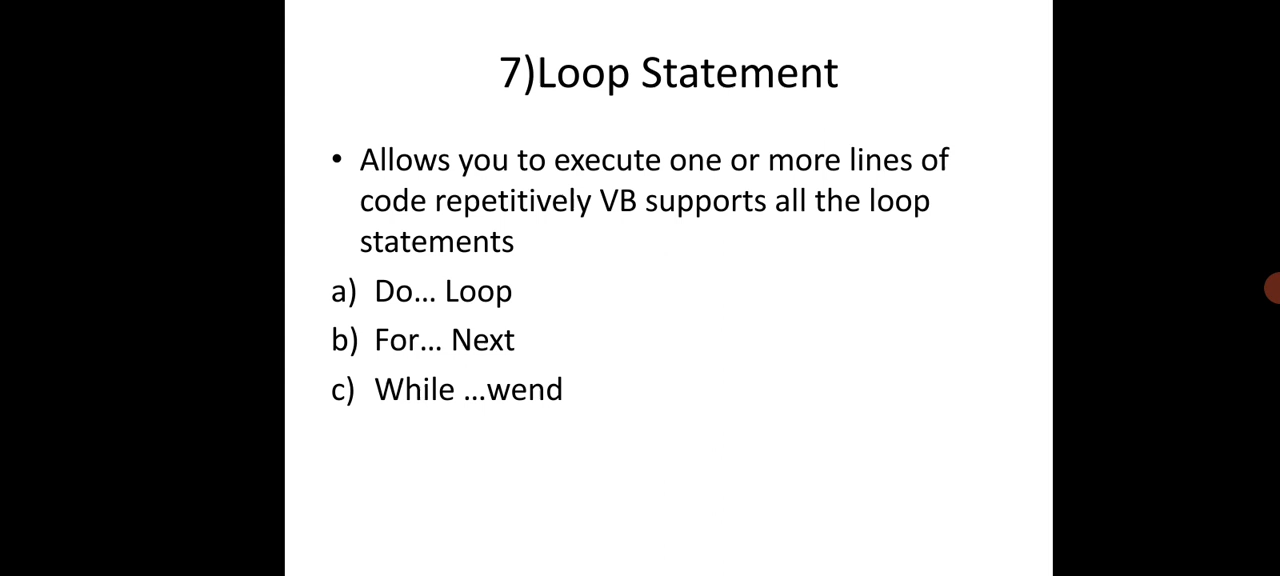 7)Loop Statement
• Allows you to execute one or more lines of
code repetitively VB supports all the loop
statements
a) Do... Loop
b) For... Next
c) While ...wend